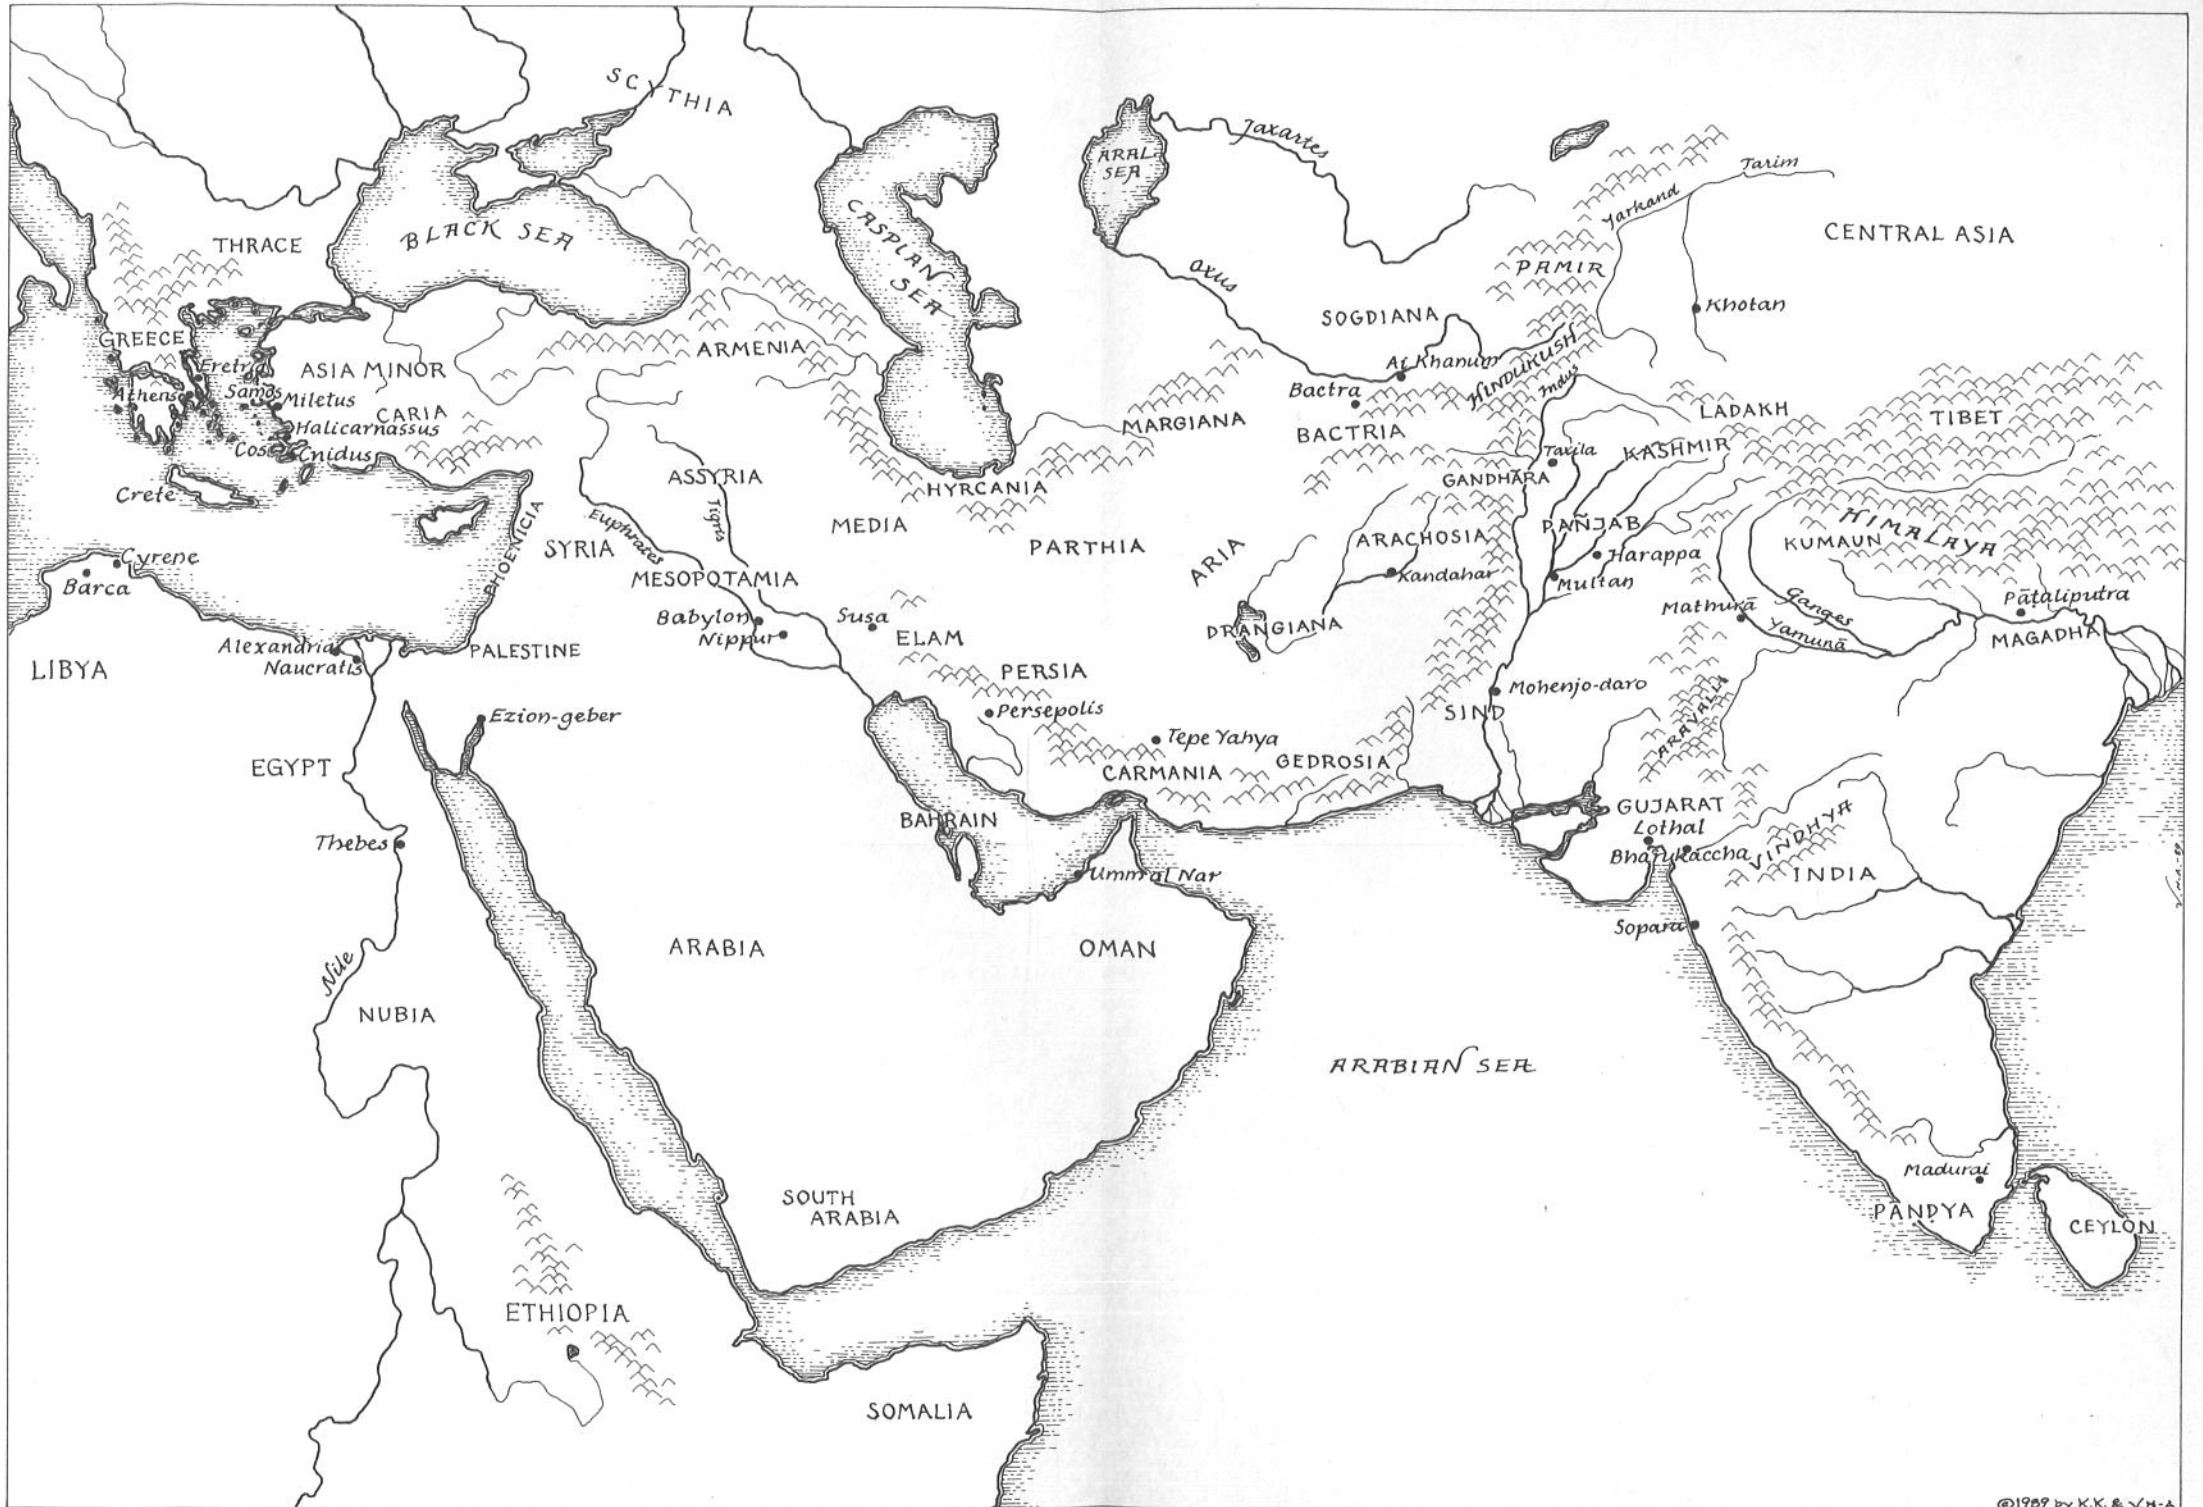 SCYTHIA
Jaxartes
ARAL
SEA
Tarim
Yarkand
CASPIAN
SEA
BLACK SEA
THRACE
CENTRAL ASIA
PAMIR
Oxus
Khotan
SOGDIANA
GREECE
ARMENIA
HINDUKUSH
Ai Khanum
Eretria
ASIA MINOR
Indus
Bactra
Athens
Samos
Miletus
CARIA
LADAKH
TIBET
MARGIANA
BACTRIA
Halicarnassus
Cos
Cnidus
Taxila
KASHMIR
ASSYRIA
GANDHĀRA
HYRCANIA
Crete
Tigris
Euphrates
PHOENICIA
MEDIA
PAÑJAB
HIMALAYA
ARACHOSIA
KUMAUN
SYRIA
PARTHIA
ARIA
Cyrene
Harappa
Barca
MESOPOTAMIA
Kandahar
Multan
Pāṭaliputra
Babylon
Susa
Mathurā
Ganges
Nippur
ELAM
DRANGIANA
Yamunā
MAGADHA
Alexandria
PALESTINE
Naucratis
LIBYA
PERSIA
Mohenjo-daro
Persepolis
SIND
Ezion-geber
ARAVALLI
Tepe Yahya
EGYPT
CARMANIA
GEDROSIA
GUJARAT
BAHRAIN
Lothal
Thebes
Bharukaccha
VINDHYA
Umm al Nar
INDIA
Sopara
ARABIA
OMAN
Nile
NUBIA
ARABIAN SEA
Madurai
SOUTH
ARABIA
PĀṆḌYA
CEYLON
ETHIOPIA
SOMALIA
©1989 by K.K. & V.H-A